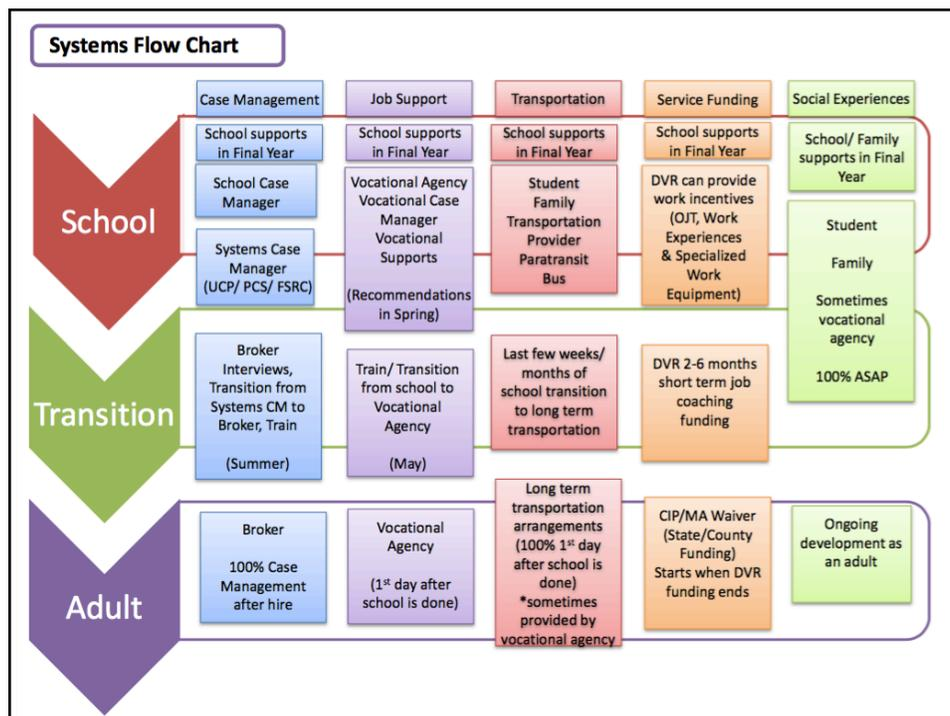 Systems Flow Chart
Case Management
Job Support
Transportation
Service Funding
Social Experiences
School
School supports
in Final Year
School Case
Manager
Systems Case
Manager
(UCP/ PCS/ FSRC)
School supports
in Final Year
Vocational Agency
Vocational Case
Manager
Vocational
Supports
(Recommendations
in Spring)
School supports
in Final Year
Student
Family
Transportation
Provider
Paratransit
Bus
School supports
in Final Year
DVR can provide
work incentives
(OJT, Work
Experiences
& Specialized
Work
Equipment)
School/ Family
supports in Final
Year
Student
Family
Sometimes
vocational
agency
100% ASAP
Transition
Broker
Interviews,
Transition from
Systems CM to
Broker, Train
(Summer)
Train/ Transition
from school to
Vocational
Agency
(May)
Last few weeks/
months of
school transition
to long term
transportation
DVR 2-6 months
short term job
coaching
funding
Adult
Broker
100% Case
Management
after hire
Vocational
Agency
(1st day after
school is done)
Long term
transportation
arrangements
(100% 1st day
after school is
done)
*sometimes
provided by
vocational agency
CIP/MA Waiver
(State/County
Funding)
Starts when DVR
funding ends
Ongoing
development as
an adult